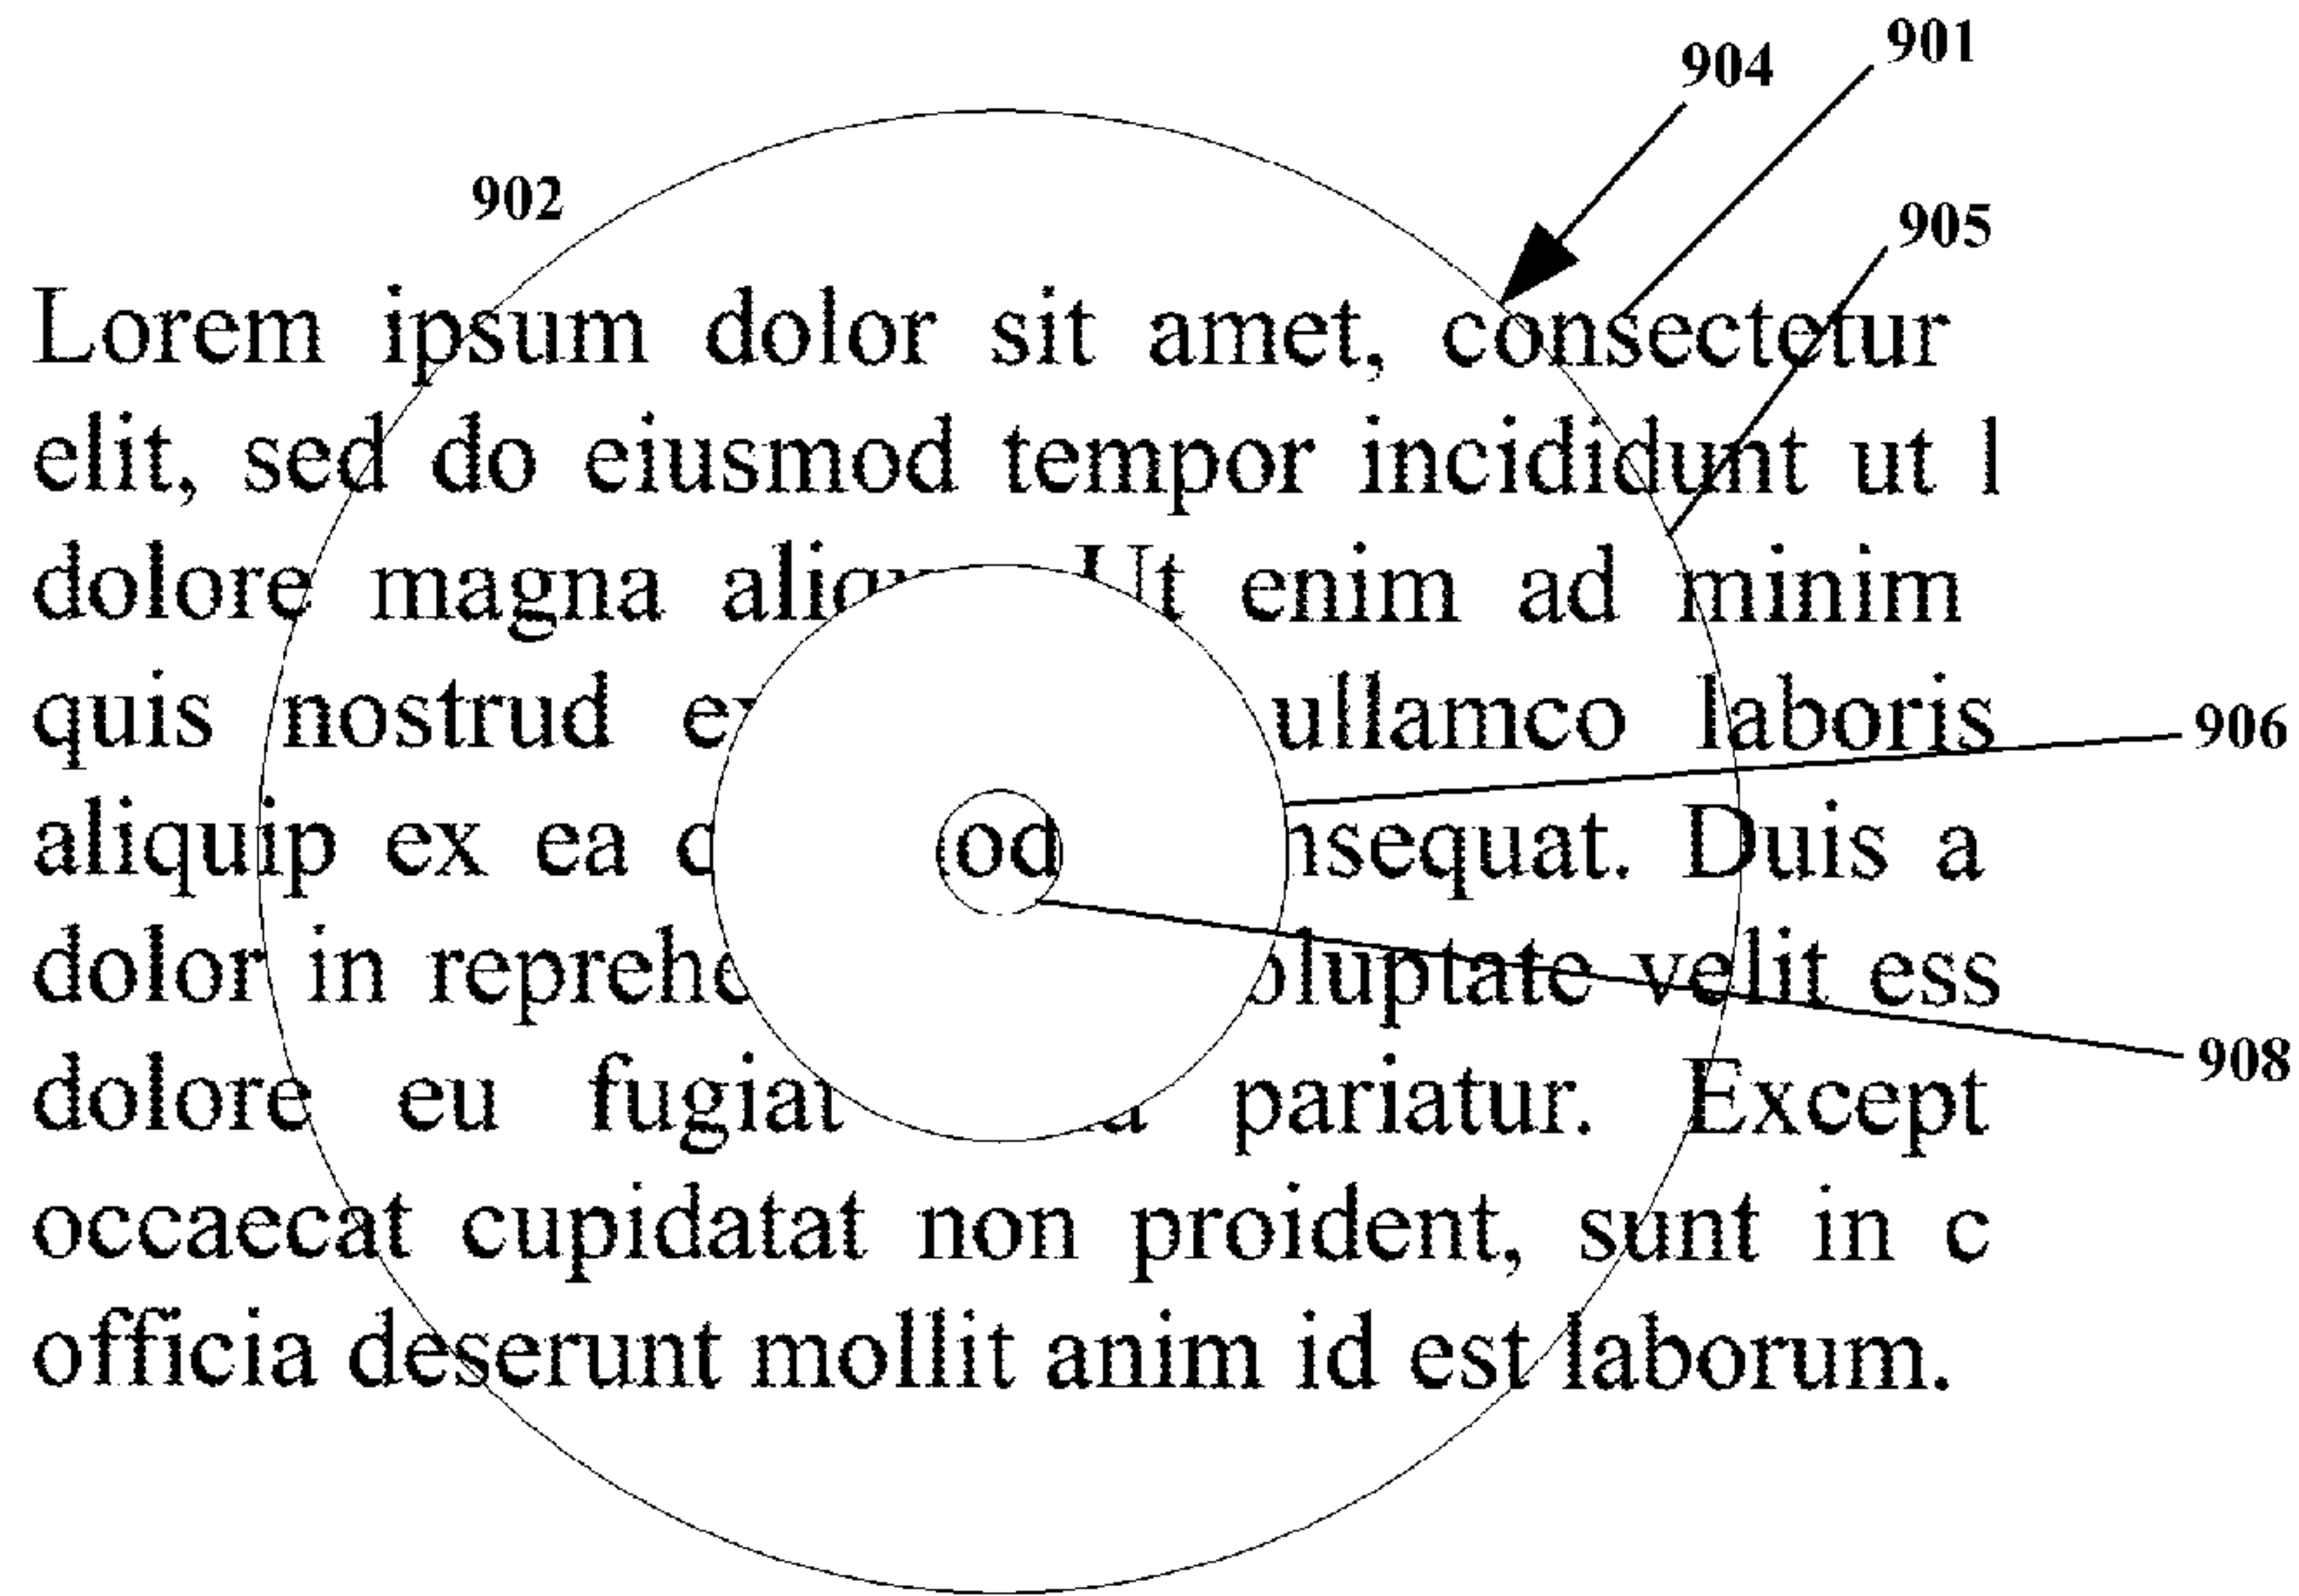 904
901
902
905
Lorem ipsum dolor sit amet, consectetur
elit, sed do eiusmod tempor incididunt ut l
dolore magna Ut enim ad minim
quis nostrud ullamco laboris
906
aliquip ex ea od nsequat. Duis a
dolor in oluptate velit ess
908
dolore eu fugiat pariatur. Except
occaecat cupidatat non proident, sunt in c
officia deserunt mollit anim id est laborum.